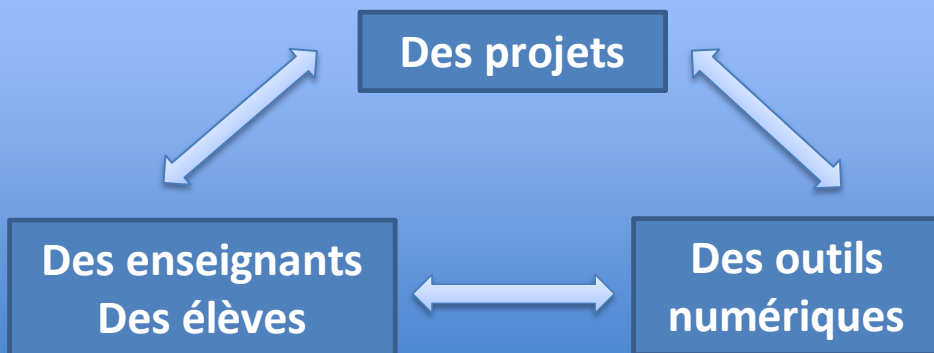 Des projets
Des enseignants
Des élèves
Des outils
numériques